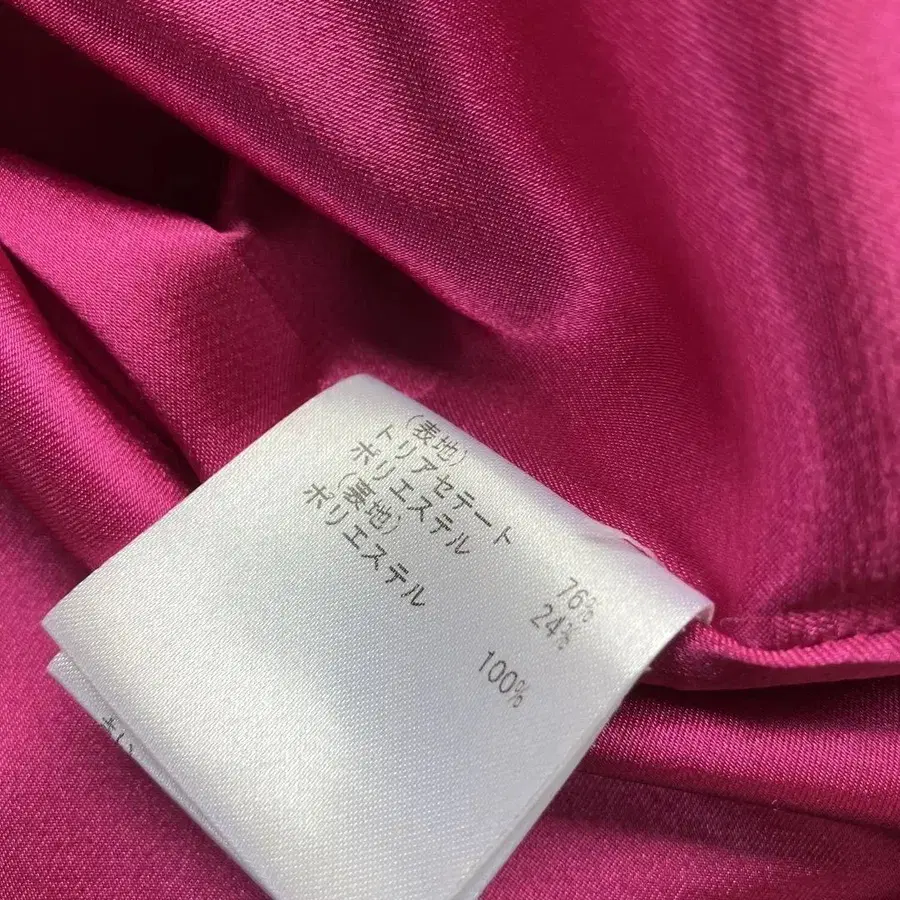 (表地)
トリアセテート 76%
ポリエステル 24%
(裏地)
ポリエステル 100%